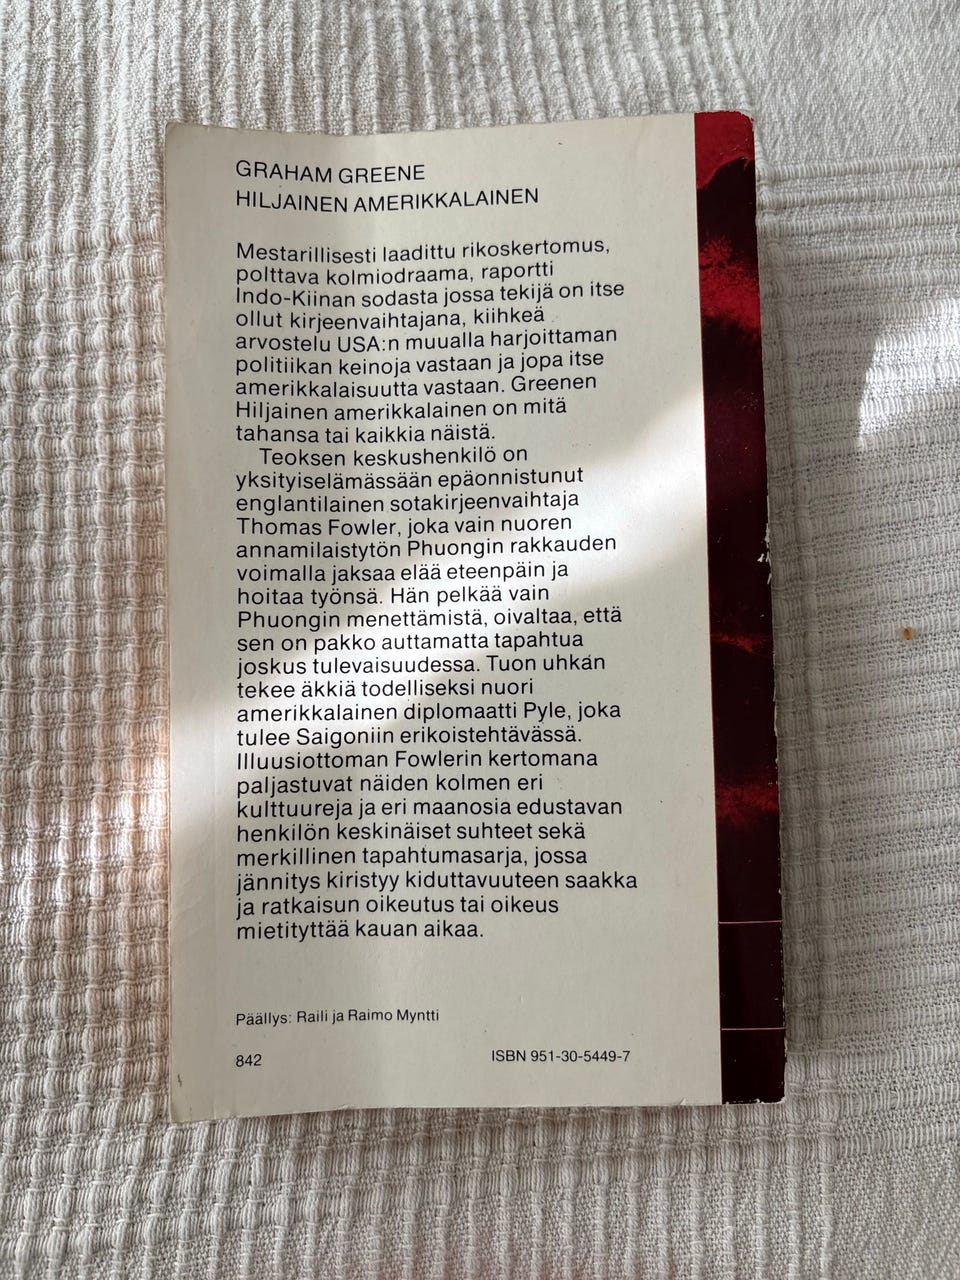 GRAHAM GREENE
HILJAINEN AMERIKKALAINEN
Mestarillisesti laadittu rikoskertomus,
polttava kolmiodraama, raportti
Indo-Kiinan sodasta jossa tekijä on itse
ollut kirjeenvaihtajana, kiihkeä
arvostelu USA:n muualla harjoittaman
politiikan keinoja vastaan ja jopa itse
amerikkalaisuutta vastaan. Greenen
Hiljainen amerikkalainen on mitä
tahansa tai kaikkia näistä.
Teoksen keskushenkilö on
yksityiselämässään epäonnistunut
englantilainen sotakirjeenvaihtaja
Thomas Fowler, joka vain nuoren
annamilaistytön Phuongin rakkauden
voimalla jaksaa elää eteenpäin ja
hoitaa työnsä. Hän pelkää vain
Phuongin menettämistä, oivaltaa, että
sen on pakko auttamatta tapahtua
joskus tulevaisuudessa. Tuon uhkan
tekee äkkiä todelliseksi nuori
amerikkalainen diplomaatti Pyle, joka
tulee Saigoniin erikoistehtävässä.
Illuusiottoman Fowlerin kertomana
paljastuvat näiden kolmen eri
kulttuureja ja eri maanosia edustavan
henkilön keskinäiset suhteet sekä
merkillinen tapahtumasarja, jossa
jännitys kiristyy kiduttavuuteen saakka
ja ratkaisun oikeutus tai oikeus
mietityttää kauan aikaa.
Päällys: Raili ja Raimo Myntti
842
ISBN 951-30-5449-7